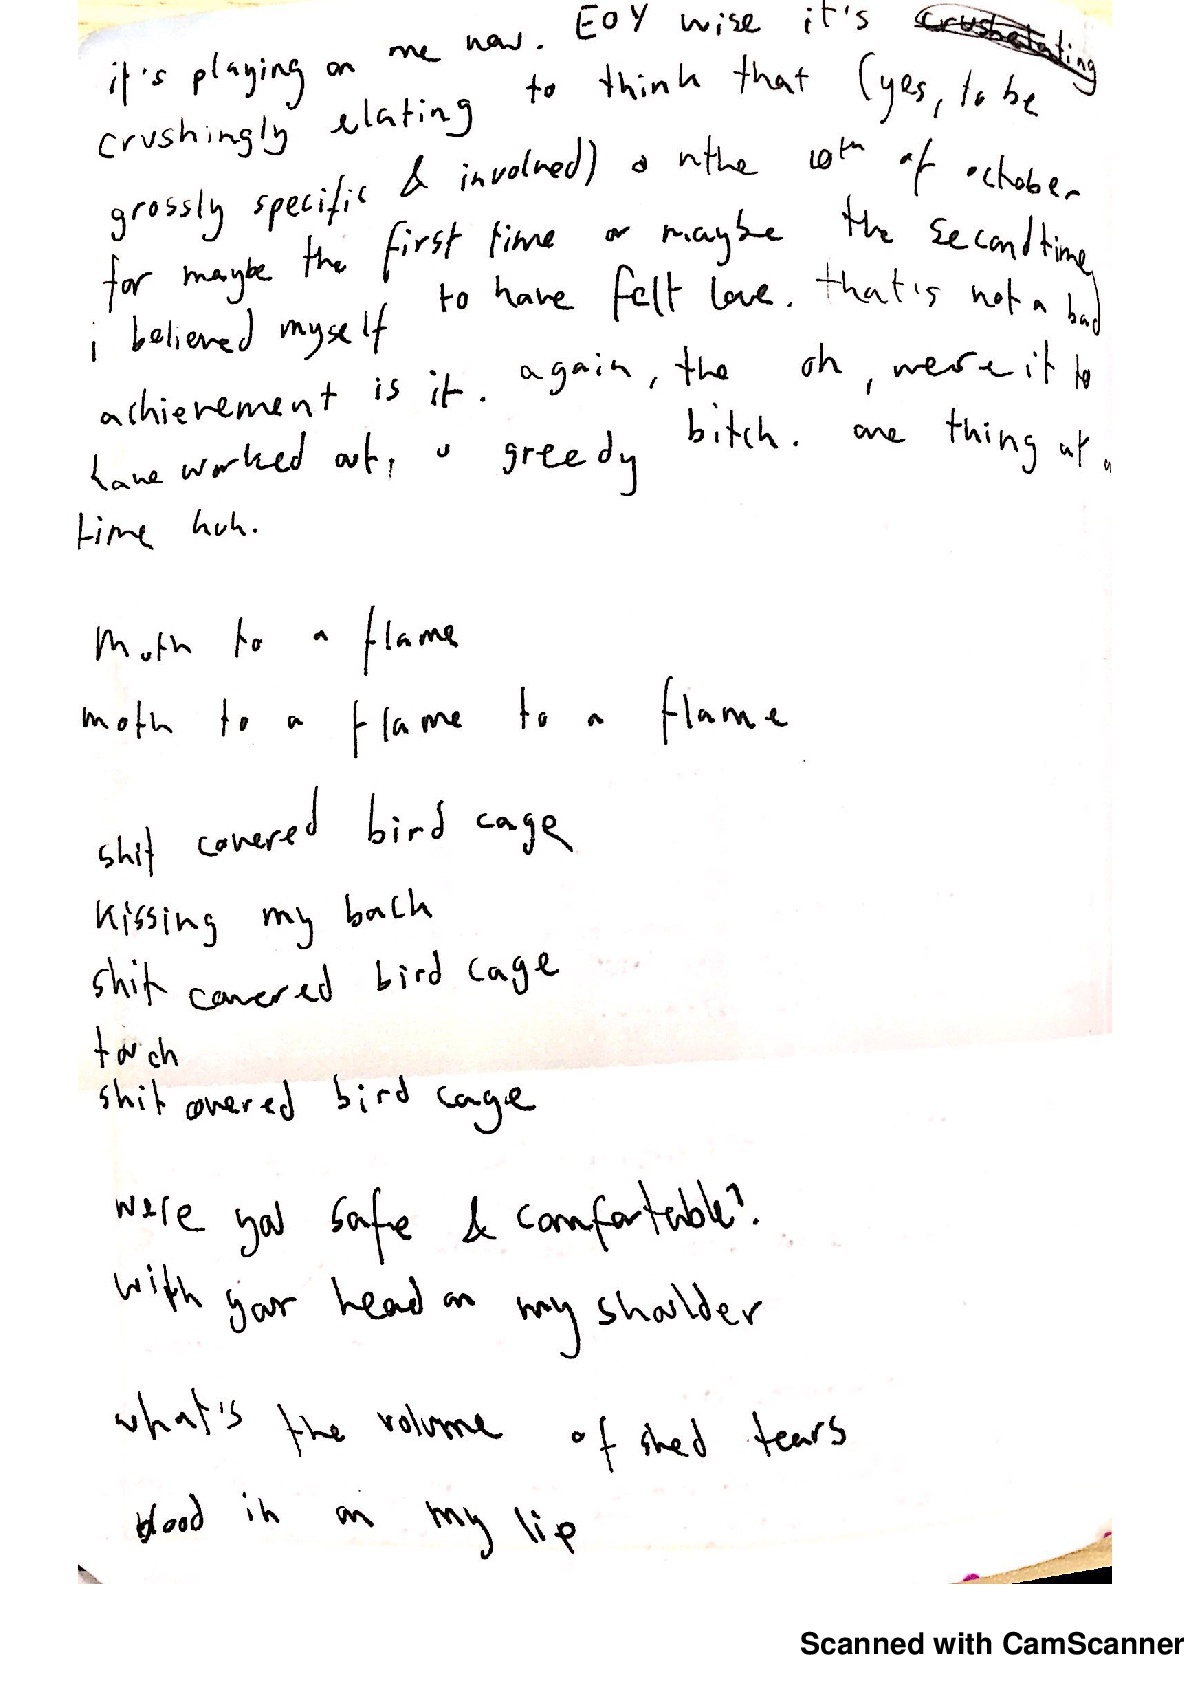 it's playing on me now. EOY wise it's
crushingly elating to think that (yes, to be
grossly specific & involved) on the 10th of october
for maybe the first time or maybe the second time
i believed myself to have felt love. that's not a bad
achievement is it. again, the oh, were it to
have worked out, u greedy bitch. one thing at a
time huh.
moth to a flame
moth to a flame to a flame
shit covered bird cage
kissing my back
shit covered bird cage
torch
shit covered bird cage
were you safe & comfortable?
with your head on my shoulder
what's the volume of shed tears
blood in on my lip
Scanned with CamScanner